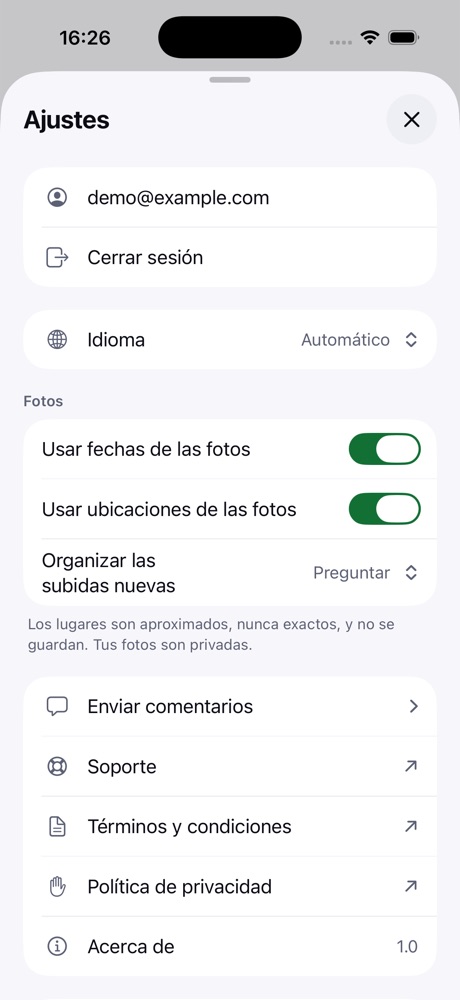 16:26
Ajustes
demo@example.com
Cerrar sesión
Idioma
Automático
Fotos
Usar fechas de las fotos
Usar ubicaciones de las fotos
Organizar las
subidas nuevas
Preguntar
Los lugares son aproximados, nunca exactos, y no se
guardan. Tus fotos son privadas.
Enviar comentarios
Soporte
Términos y condiciones
Política de privacidad
Acerca de
1.0